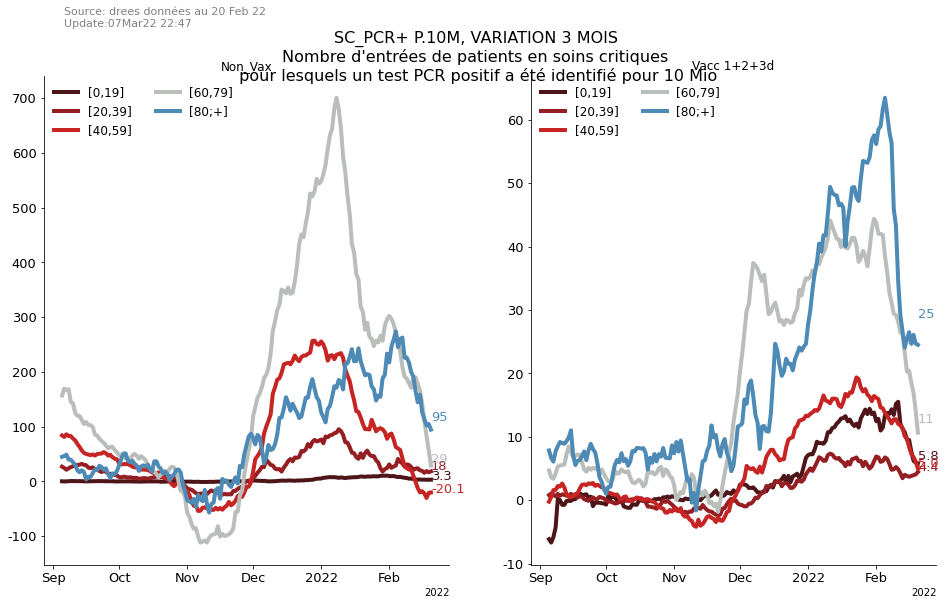 Source: drees données au 20 Feb 22
Update:07Mar22 22:47
SC_PCR+ P.10M, VARIATION 3 MOIS
Nombre d'entrées de patients en soins critiques
pour lesquels un test PCR positif a été identifié pour 10 Mio
Non_Vax
[0,19]
[20,39]
[40,59]
[60,79]
[80;+]
700
600
500
400
300
200
100
0
-100
95
29
18
3.3
-20.1
Sep
Oct
Nov
Dec
2022
Feb
2022
Vacc 1+2+3d
[0,19]
[20,39]
[40,59]
[60,79]
[80;+]
60
50
40
30
20
10
0
-10
25
11
5.8
4.4
Sep
Oct
Nov
Dec
2022
Feb
2022